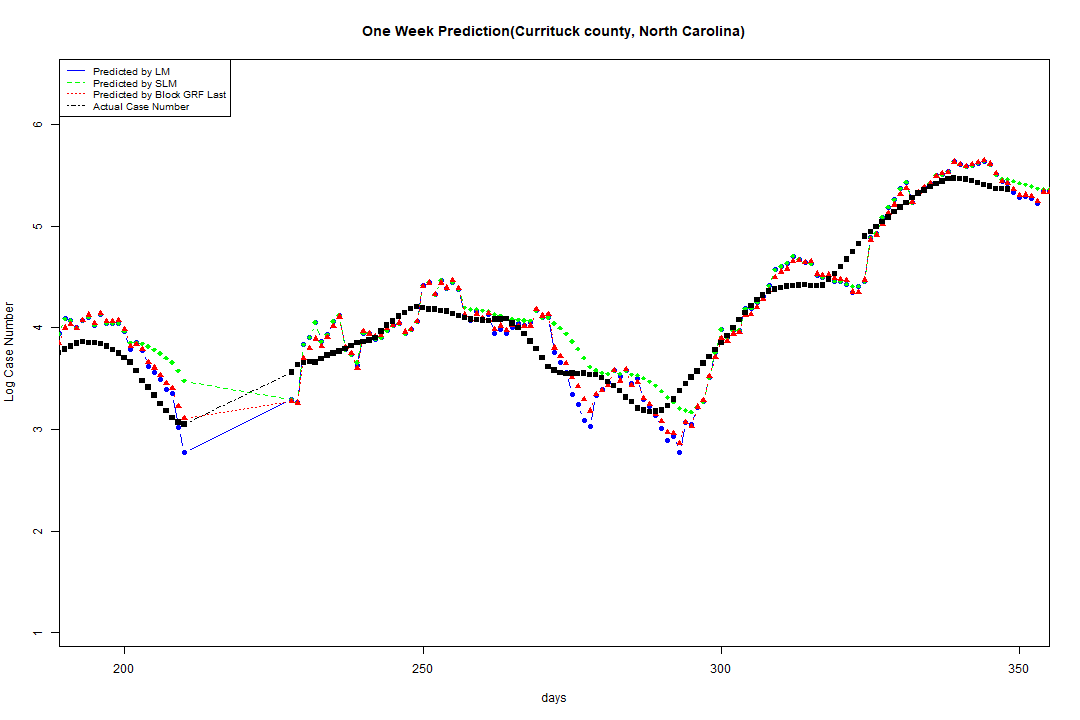 One Week Prediction(Currituck county, North Carolina)
Predicted by LM
Predicted by SLM
Predicted by Block GRF Last
Actual Case Number
6
5
4
3
2
1
Log Case Number
200 250 300 350
days